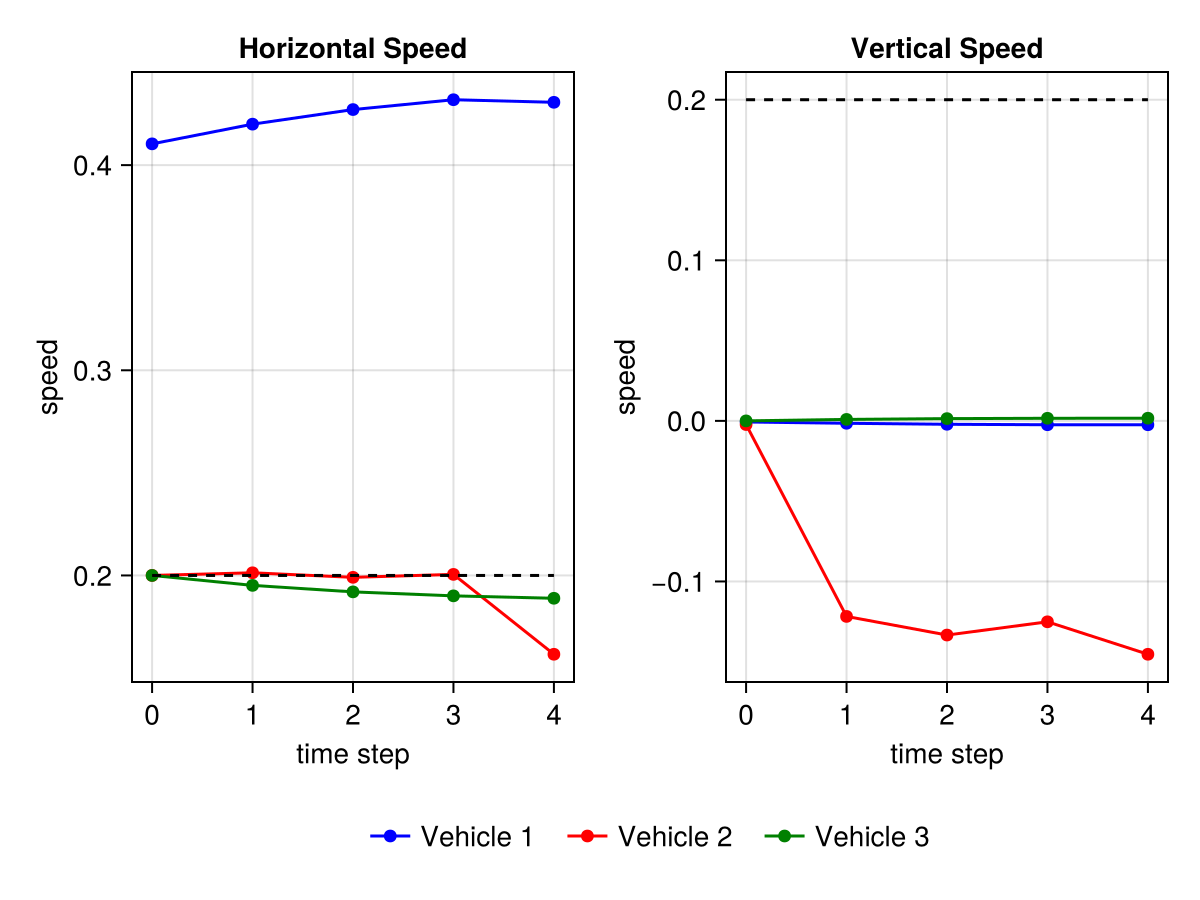 Horizontal Speed
0.4
0.3
0.2
speed
0 1 2 3 4
time step
Vertical Speed
0.2
0.1
0.0
−0.1
speed
0 1 2 3 4
time step
Vehicle 1 Vehicle 2 Vehicle 3